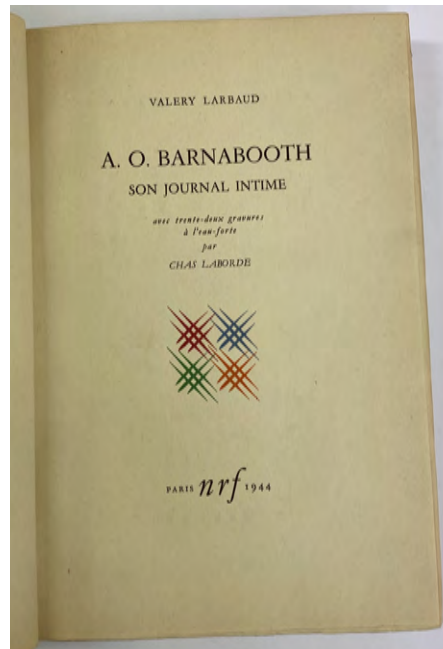 VALERY LARBAUD
A. O. BARNABOOTH
SON JOURNAL INTIME
avec trente-deux gravures
à l'eau-forte
par
CHAS LABORDE
PARIS nrf 1944